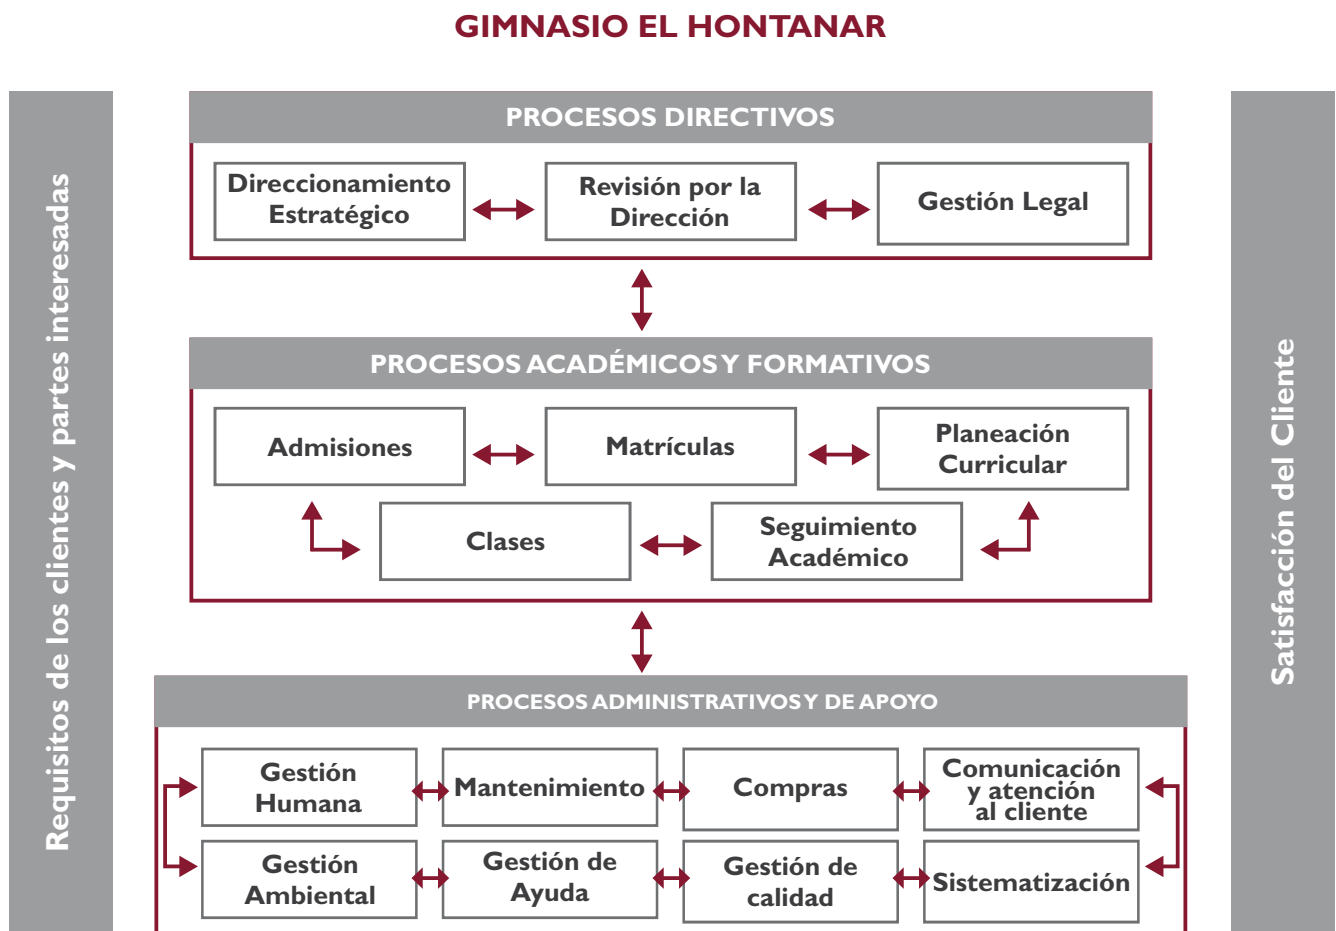 GIMNASIO EL HONTANAR
Requisitos de los clientes y partes interesadas
PROCESOS DIRECTIVOS
Direccionamiento
Estratégico
Revisión por la
Dirección
Gestión Legal
PROCESOS ACADÉMICOS Y FORMATIVOS
Admisiones
Matrículas
Planeación
Curricular
Clases
Seguimiento
Académico
PROCESOS ADMINISTRATIVOS Y DE APOYO
Gestión
Humana
Mantenimiento
Compras
Comunicación
y atención
al cliente
Gestión
Ambiental
Gestión de
Ayuda
Gestión de
calidad
Sistematización
Satisfacción del Cliente